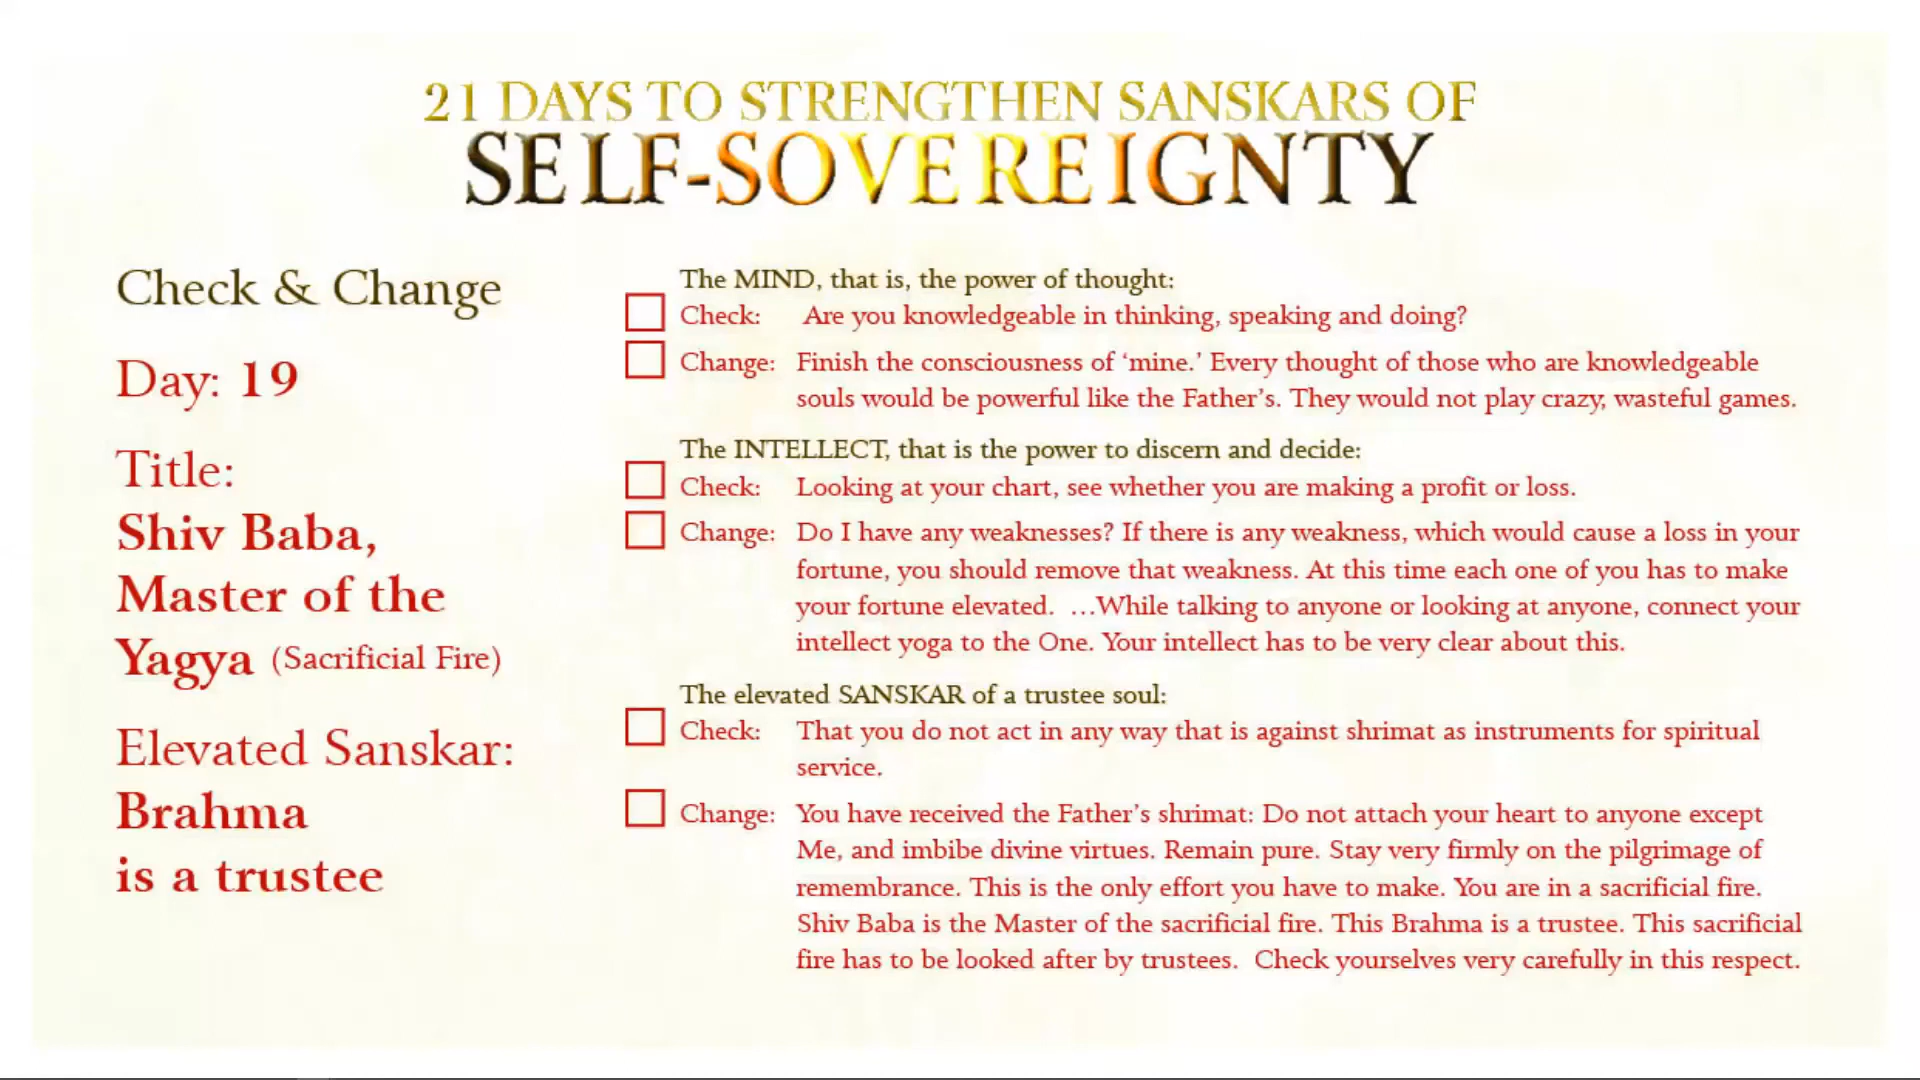 21 DAYS TO STRENGTHEN SANSKARS OF
SELF-SOVEREIGNTY
Check & Change
Day: 19
Title:
Shiv Baba,
Master of the
Yagya (Sacrificial Fire)
Elevated Sanskar:
Brahma
is a trustee
The MIND, that is, the power of thought:
Check: Are you knowledgeable in thinking, speaking and doing?
Change: Finish the consciousness of ‘mine.’ Every thought of those who are knowledgeable
souls would be powerful like the Father’s. They would not play crazy, wasteful games.
The INTELLECT, that is the power to discern and decide:
Check: Looking at your chart, see whether you are making a profit or loss.
Change: Do I have any weaknesses? If there is any weakness, which would cause a loss in your
fortune, you should remove that weakness. At this time each one of you has to make
your fortune elevated. …While talking to anyone or looking at anyone, connect your
intellect yoga to the One. Your intellect has to be very clear about this.
The elevated SANSKAR of a trustee soul:
Check: That you do not act in any way that is against shrimat as instruments for spiritual
service.
Change: You have received the Father’s shrimat: Do not attach your heart to anyone except
Me, and imbibe divine virtues. Remain pure. Stay very firmly on the pilgrimage of
remembrance. This is the only effort you have to make. You are in a sacrificial fire.
Shiv Baba is the Master of the sacrificial fire. This Brahma is a trustee. This sacrificial
fire has to be looked after by trustees. Check yourselves very carefully in this respect.